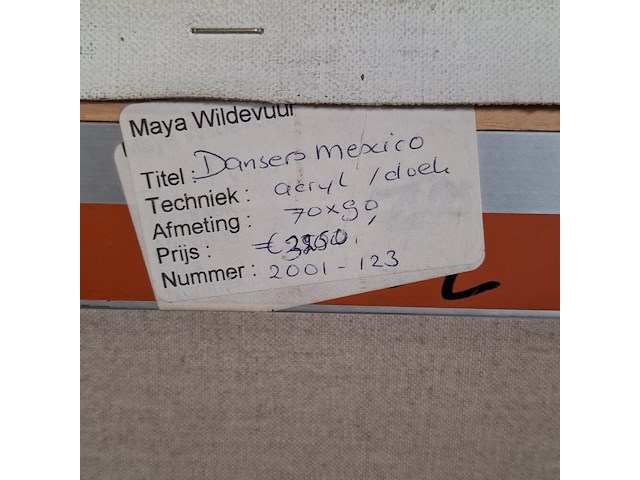 Maya Wildevuur
Titel : Dansers mexico
Techniek : acryl / doek
Afmeting : 70x90
Prijs : €
Nummer : 2001 - 123